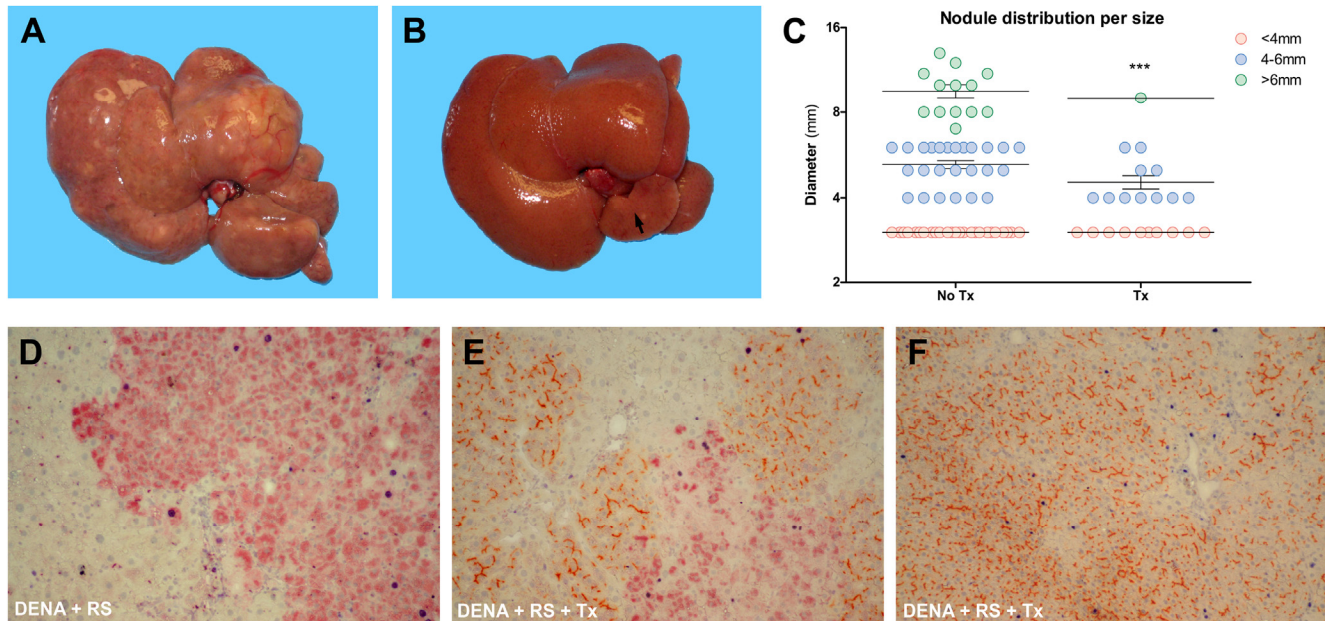 A
B
C
Nodule distribution per size
<4mm
4-6mm
>6mm
***
Diameter (mm)
16
8
4
2
No Tx
Tx
D
E
F
DENA + RS
DENA + RS + Tx
DENA + RS + Tx